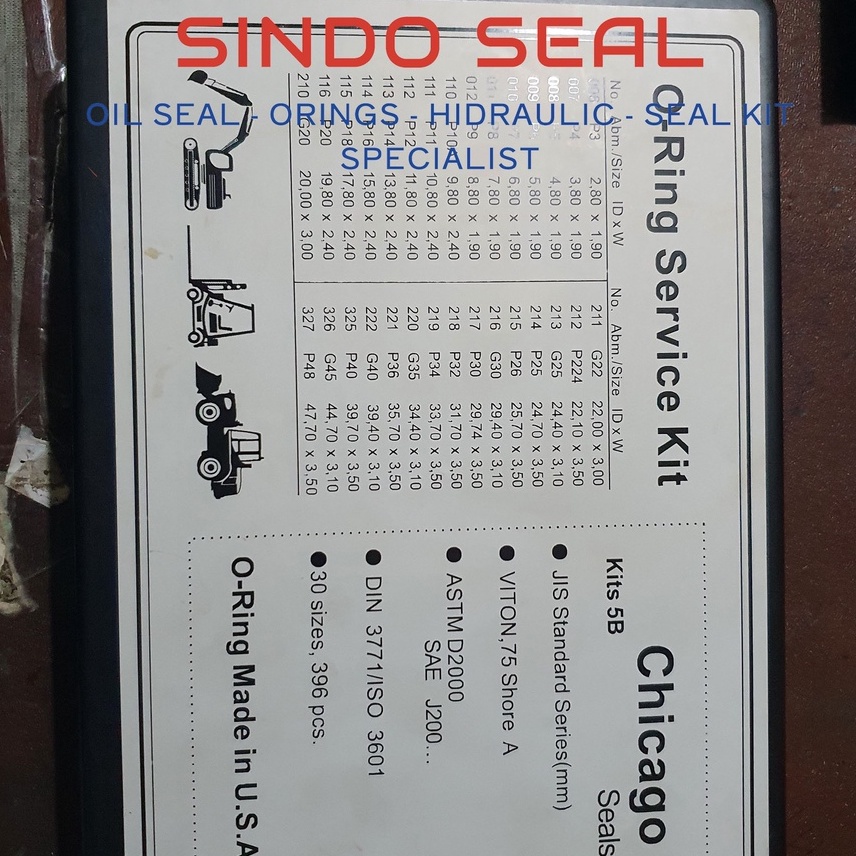 SINDO SEAL
OIL SEAL - ORINGS - HIDRAULIC - SEAL KIT
SPECIALIST
O-Ring Service Kit
No. Abm./Size ID x W No. Abm./Size ID x W
P3 2,80 x 1,90 211 G22 22,00 x 3,00
007 P4 3,80 x 1,90 212 P224 22,10 x 3,50
008 4,80 x 1,90 213 G25 24,40 x 3,10
009 5,80 x 1,90 214 P25 24,70 x 3,50
010 6,80 x 1,90 215 P26 25,70 x 3,50
P8 7,80 x 1,90 216 G30 29,40 x 3,10
012 P9 8,80 x 1,90 217 P30 29,74 x 3,50
110 9,80 x 2,40 218 P32 31,70 x 3,50
111 P11 10,80 x 2,40 219 P34 33,70 x 3,50
112 P12 11,80 x 2,40 220 G35 34,40 x 3,10
113 P14 13,80 x 2,40 221 P36 35,70 x 3,50
114 P16 15,80 x 2,40 222 G40 39,40 x 3,10
115 P18 17,80 x 2,40 325 P40 39,70 x 3,50
116 P20 19,80 x 2,40 326 G45 44,70 x 3,10
210 G20 20,00 x 3,00 327 P48 47,70 x 3,50
Chicago
Seals
Kits 5B
● JIS Standard Series(mm)
● VITON,75 Shore A
● ASTM D2000
SAE J200...
● DIN 3771/ISO 3601
● 30 sizes, 396 pcs.
O-Ring Made in U.S.A